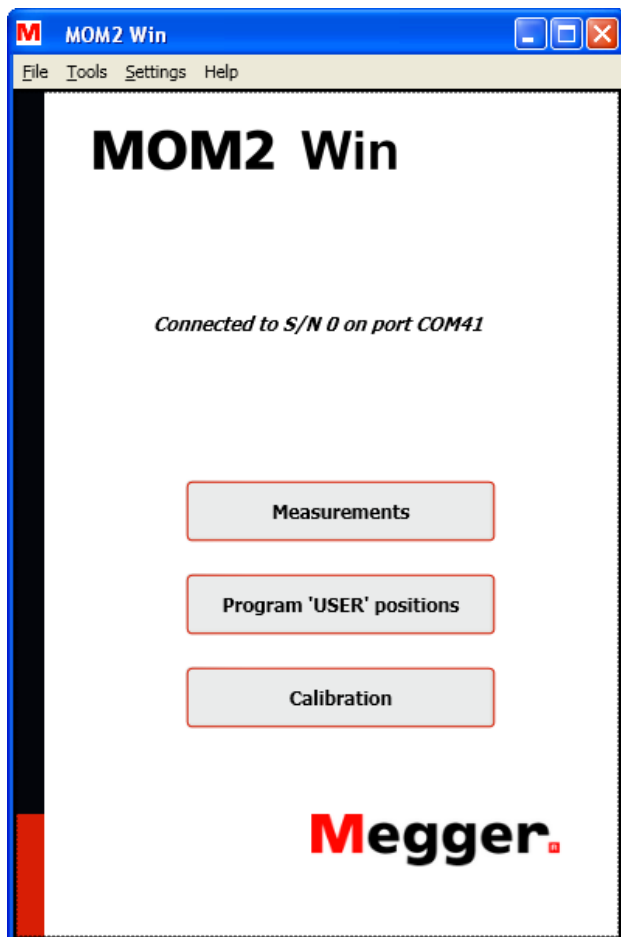 M MOM2 Win
File Tools Settings Help
MOM2 Win
Connected to S/N 0 on port COM41
Measurements
Program 'USER' positions
Calibration
Megger.